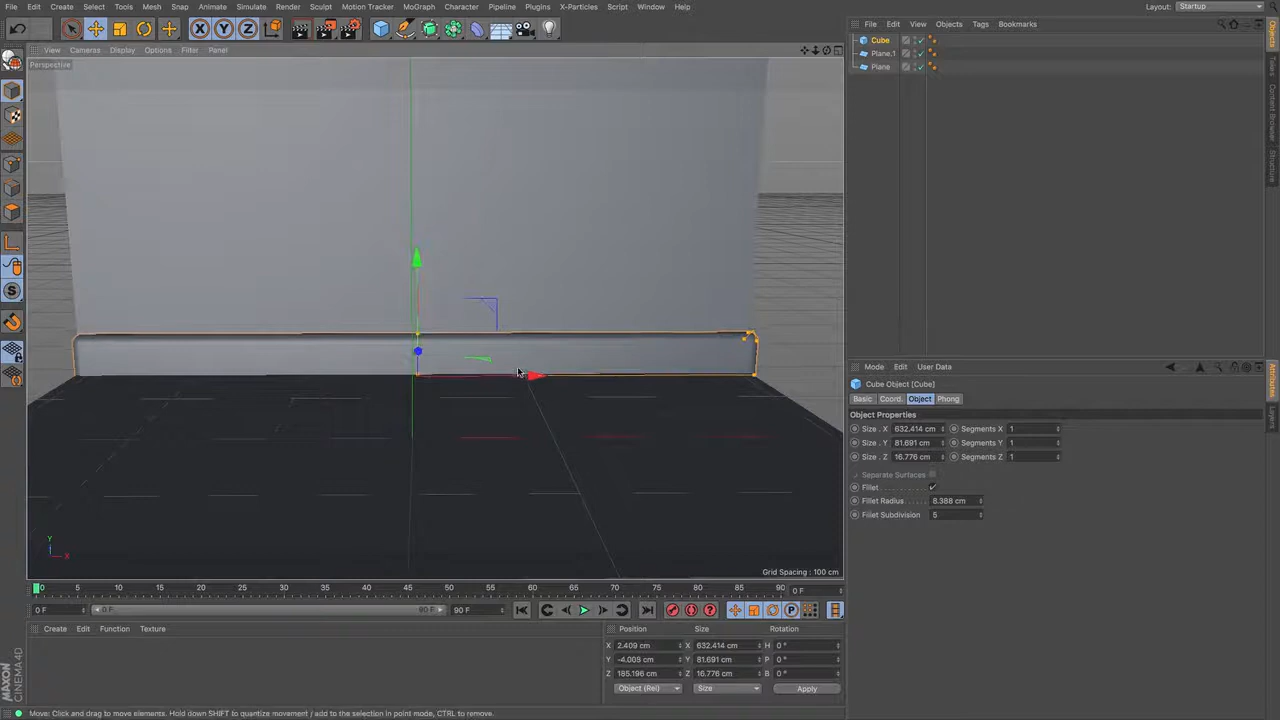 File Edit Create Select Tools Mesh Snap Animate Simulate Render Sculpt Motion Tracker MoGraph Character Pipeline Plugins X-Particles Script Window Help Layout: Startup
X Y Z
File Edit View Objects Tags Bookmarks
Cube
Plane.1
Plane
Objects
Takes
Content Browser
Structure
View Cameras Display Options Filter Panel
Perspective
Y
X
Grid Spacing : 100 cm
Mode Edit User Data
Cube Object [Cube]
Basic Coord. Object Phong
Object Properties
Size . X 632.414 cm Segments X 1
Size . Y 81.691 cm Segments Y 1
Size . Z 16.776 cm Segments Z 1
Separate Surfaces
Fillet
Fillet Radius 8.388 cm
Fillet Subdivision 5
Attributes
Layers
0 5 10 15 20 25 30 35 40 45 50 55 60 65 70 75 80 85 90 0 F
0 F 0 F 90 F 90 F
P
Create Edit Function Texture
Position Size Rotation
X 2.409 cm X 632.414 cm H 0 °
Y -4.009 cm Y 81.691 cm P 0 °
Z 185.196 cm Z 16.776 cm B 0 °
Object (Rel) Size Apply
MAXON
CINEMA 4D
Move: Click and drag to move elements. Hold down SHIFT to quantize movement / add to the selection in point mode, CTRL to remove.